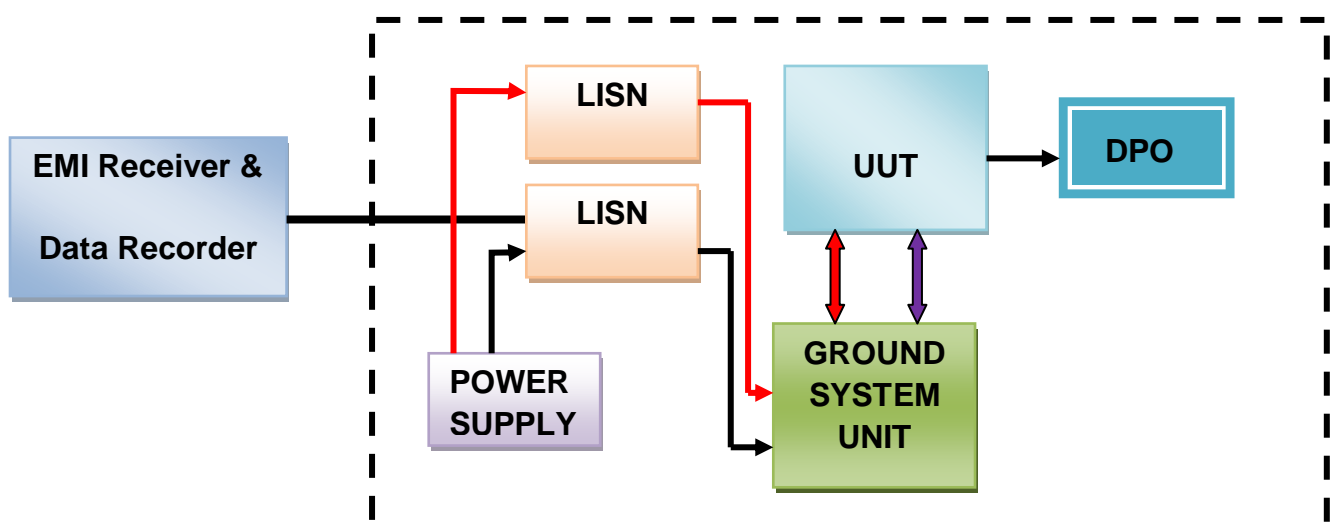 EMI Receiver &
Data Recorder
LISN
LISN
POWER
SUPPLY
UUT
DPO
GROUND
SYSTEM
UNIT